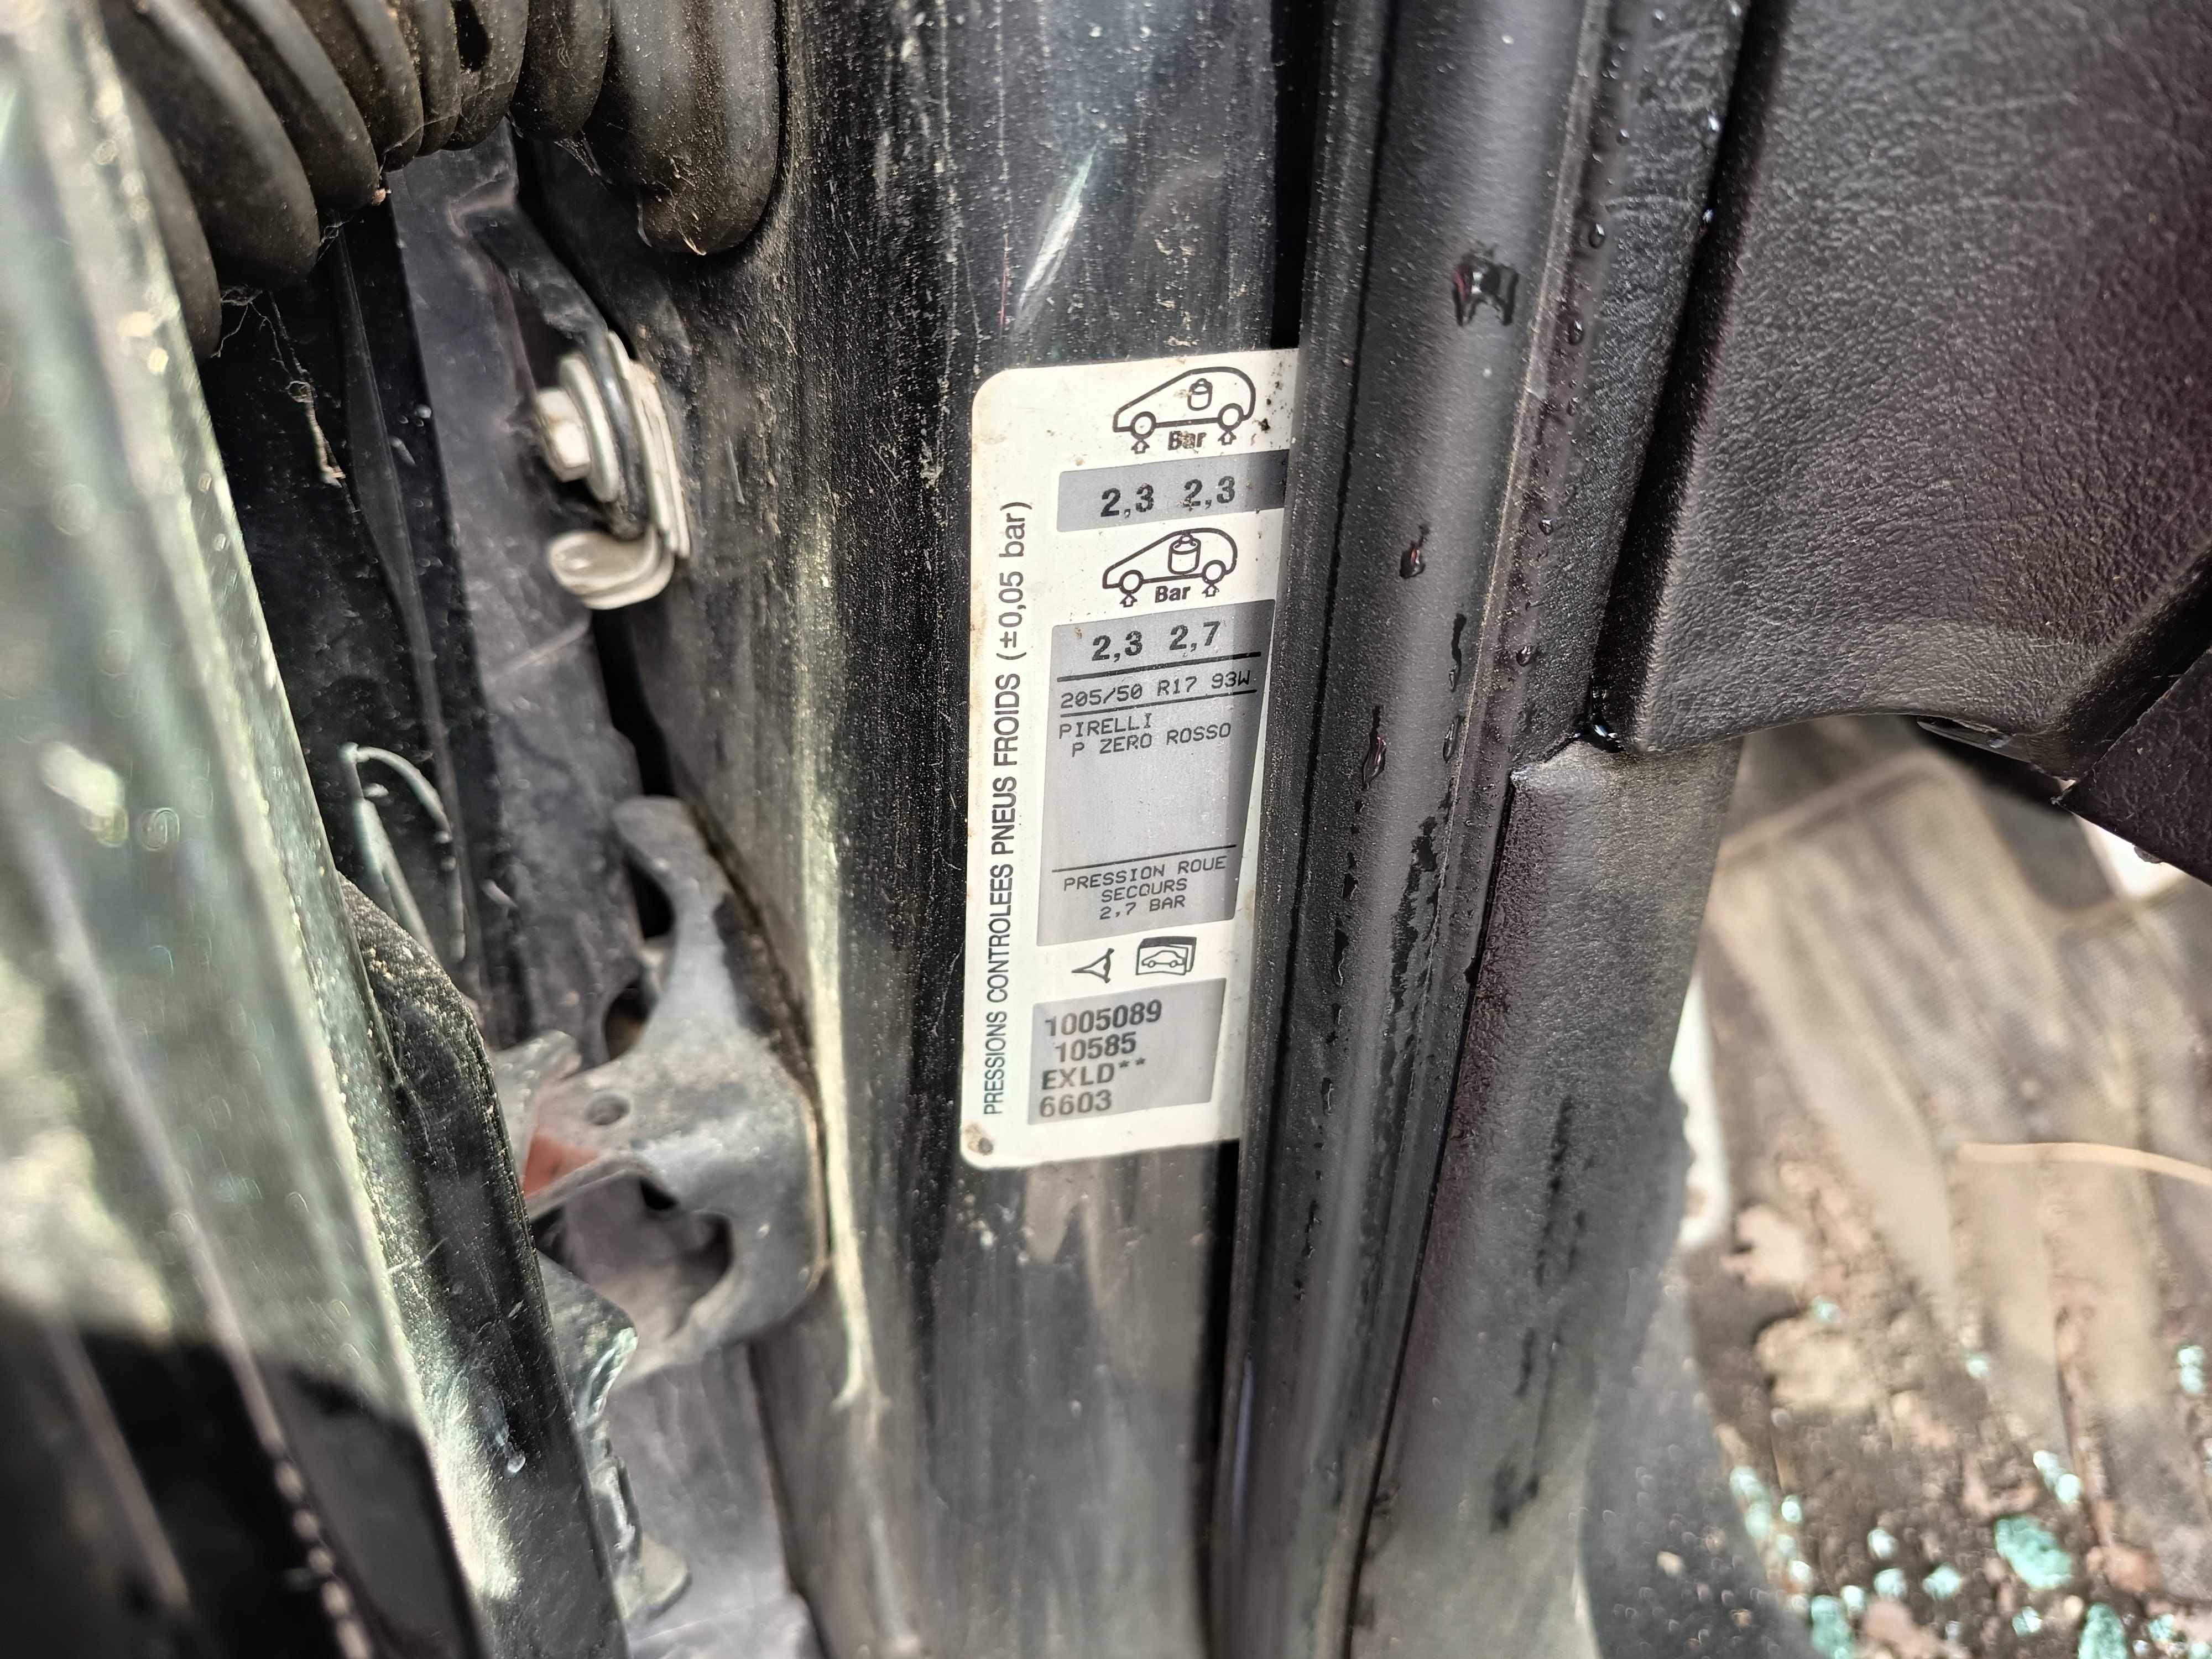 PRESSIONS CONTROLEES PNEUS FROIDS (±0,05 bar)
Bar
2,3 2,3
Bar
2,3 2,7
205/50 R17 93W
PIRELLI
P ZERO ROSSO
PRESSION ROUE
SECOURS
2,7 BAR
1005089
10585
EXLD**
6603